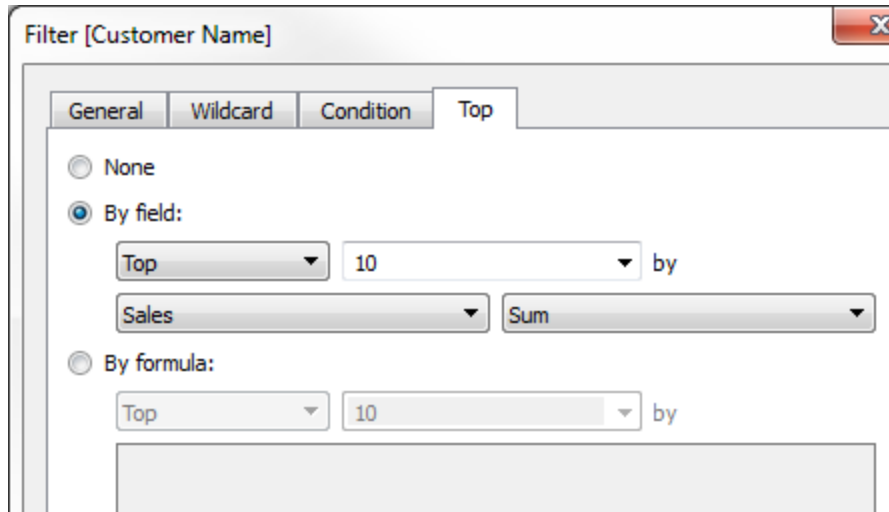 Filter [Customer Name]
General Wildcard Condition Top
None
By field:
Top 10 by
Sales Sum
By formula:
Top 10 by